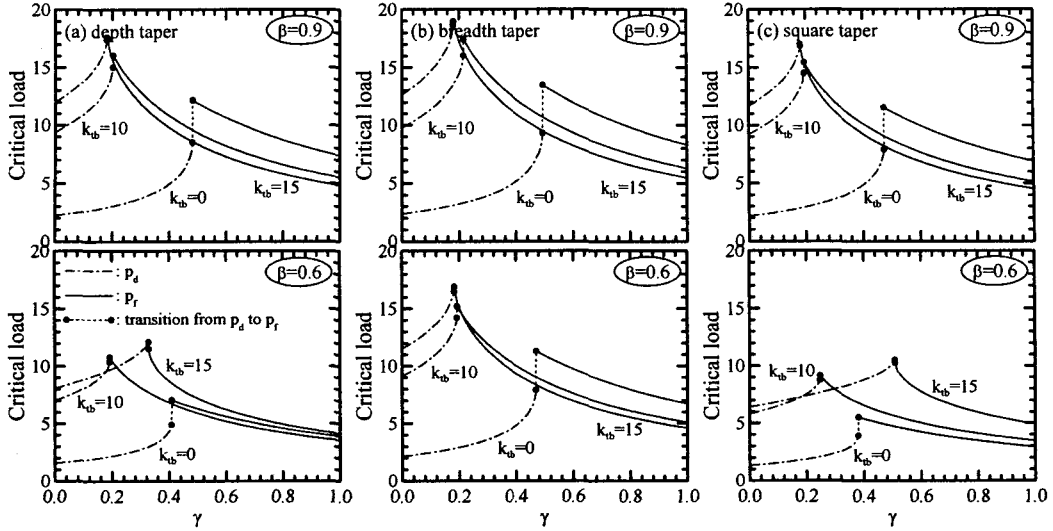 (a) depth taper
β=0.9
20
15
10
5
0
Critical load
k_tb=10
k_tb=0
k_tb=15
(b) breadth taper
β=0.9
20
15
10
5
0
Critical load
k_tb=10
k_tb=0
k_tb=15
(c) square taper
β=0.9
20
15
10
5
0
Critical load
k_tb=10
k_tb=0
k_tb=15
β=0.6
: p_d
: p_f
: transition from p_d to p_f
20
15
10
5
0
Critical load
k_tb=15
k_tb=10
k_tb=0
0.0 0.2 0.4 0.6 0.8 1.0
γ
β=0.6
20
15
10
5
0
Critical load
k_tb=10
k_tb=0
k_tb=15
0.0 0.2 0.4 0.6 0.8 1.0
γ
β=0.6
20
15
10
5
0
Critical load
k_tb=10
k_tb=15
k_tb=0
0.0 0.2 0.4 0.6 0.8 1.0
γ